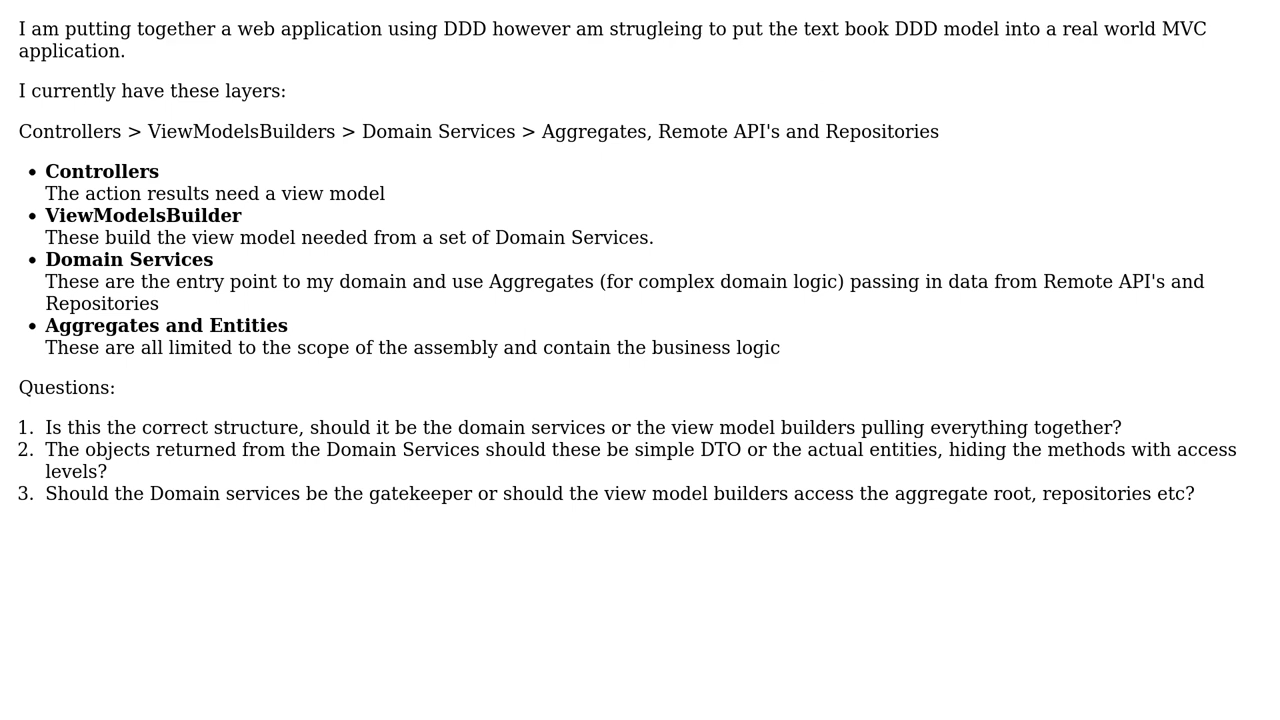 I am putting together a web application using DDD however am strugleing to put the text book DDD model into a real world MVC
application.
I currently have these layers:
Controllers > ViewModelsBuilders > Domain Services > Aggregates, Remote API's and Repositories
• Controllers
The action results need a view model
• ViewModelsBuilder
These build the view model needed from a set of Domain Services.
• Domain Services
These are the entry point to my domain and use Aggregates (for complex domain logic) passing in data from Remote API's and
Repositories
• Aggregates and Entities
These are all limited to the scope of the assembly and contain the business logic
Questions:
1. Is this the correct structure, should it be the domain services or the view model builders pulling everything together?
2. The objects returned from the Domain Services should these be simple DTO or the actual entities, hiding the methods with access
levels?
3. Should the Domain services be the gatekeeper or should the view model builders access the aggregate root, repositories etc?